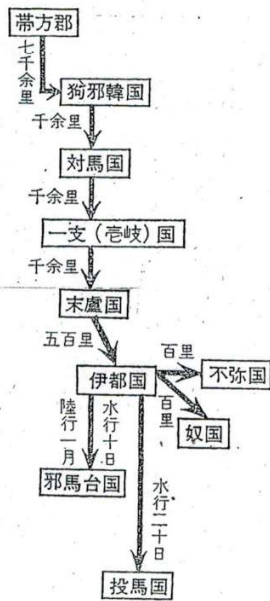 帯方郡
七千余里
狗邪韓国
千余里
対馬国
千余里
一支(壱岐)国
千余里
末盧国
五百里
伊都国
百里
不弥国
百里
奴国
水行十日
陸行一月
邪馬台国
水行二十日
投馬国